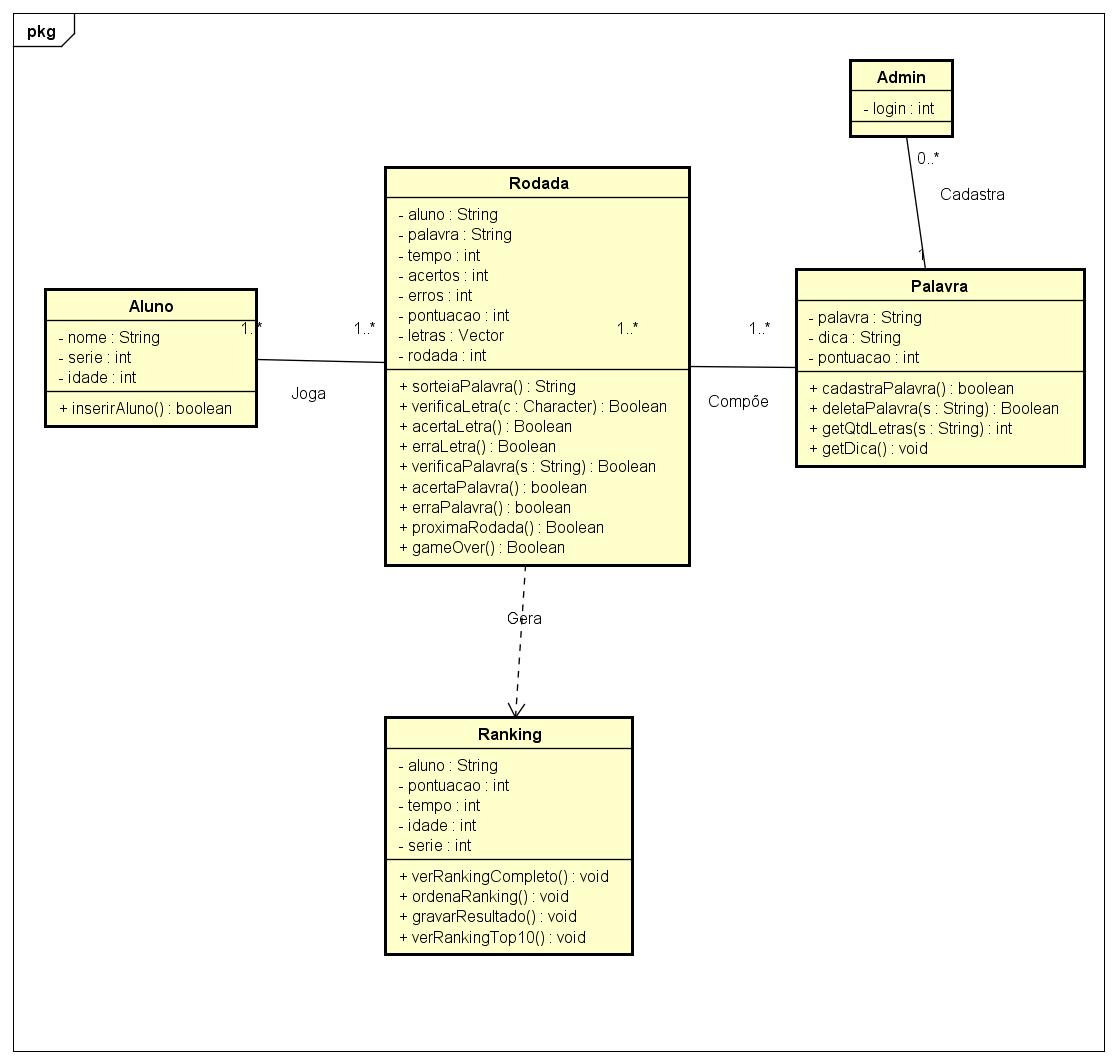 pkg
Admin
- login : int
0..*
Cadastra
1
Rodada
- aluno : String
- palavra : String
- tempo : int
- acertos : int
- erros : int
- pontuacao : int
- letras : Vector
- rodada : int
+ sorteiaPalavra() : String
+ verificaLetra(c : Character) : Boolean
+ acertaLetra() : Boolean
+ erraLetra() : Boolean
+ verificaPalavra(s : String) : Boolean
+ acertaPalavra() : boolean
+ erraPalavra() : boolean
+ proximaRodada() : Boolean
+ gameOver() : Boolean
Aluno
- nome : String
- serie : int
- idade : int
+ inserirAluno() : boolean
1..*
1..*
Joga
1..*
1..*
Compõe
Palavra
- palavra : String
- dica : String
- pontuacao : int
+ cadastraPalavra() : boolean
+ deletaPalavra(s : String) : Boolean
+ getQtdLetras(s : String) : int
+ getDica() : void
Gera
Ranking
- aluno : String
- pontuacao : int
- tempo : int
- idade : int
- serie : int
+ verRankingCompleto() : void
+ ordenaRanking() : void
+ gravarResultado() : void
+ verRankingTop10() : void